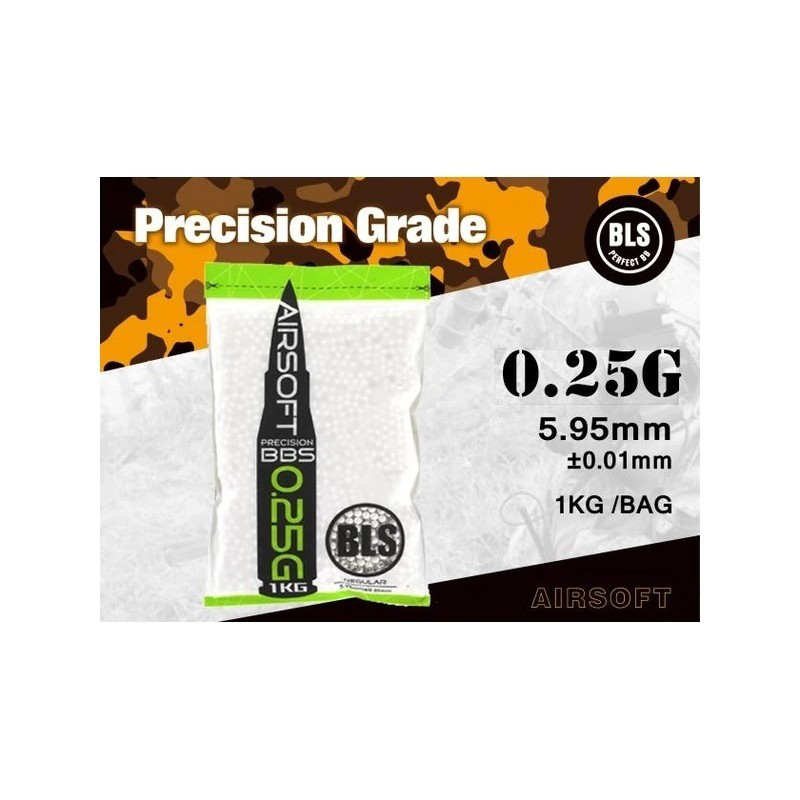 Precision Grade
BLS
PERFECT BB
AIRSOFT
PRECISION
BBS
0.25G
1KG
BLS
REGULAR
0.25G
5.95mm
±0.01mm
1KG /BAG
AIRSOFT